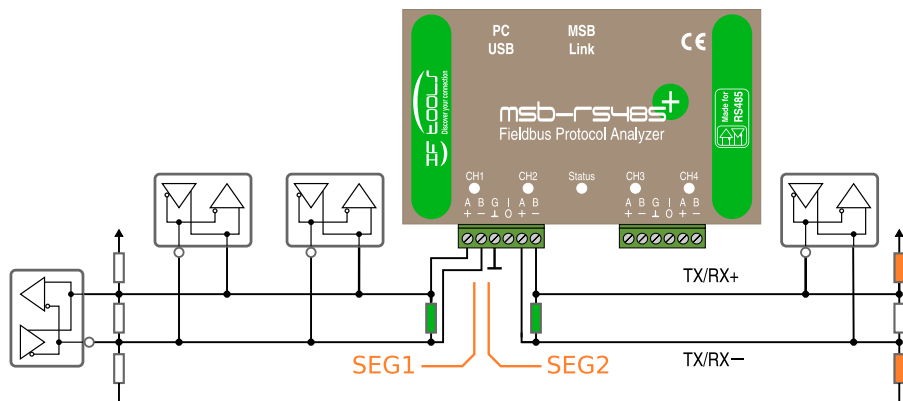 PC USB
MSB Link
CE
IFTOOLS
Discover your connection
msb-rs485+
Fieldbus Protocol Analyzer
Made for RS485
CH1 CH2 Status CH3 CH4
A B G I A B A B G I A B
+ − ⊥ O + − + − ⊥ O + −
TX/RX+
SEG1 SEG2
TX/RX−